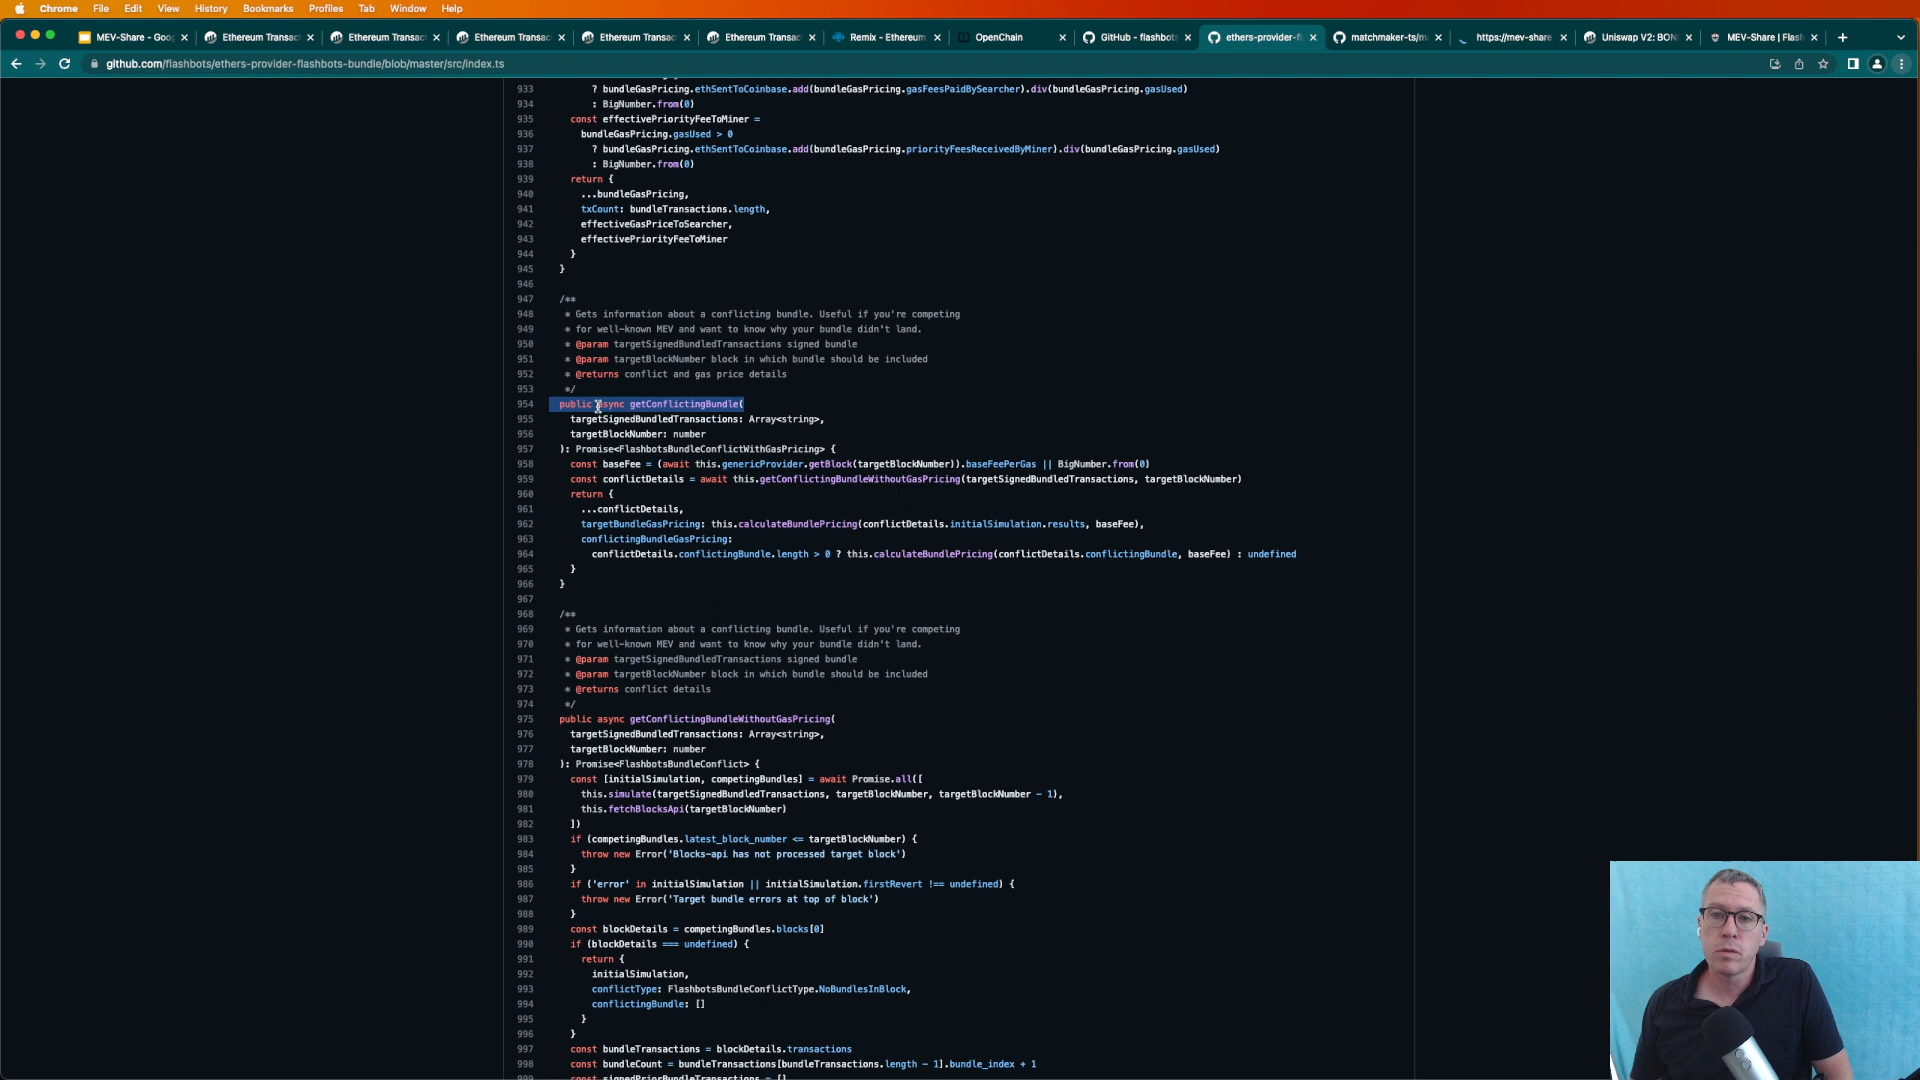 Chrome File Edit View History Bookmarks Profiles Tab Window Help
MEV-Share - Goo Ethereum Transac Ethereum Transac Ethereum Transac Ethereum Transac Ethereum Transac Remix - Ethereum OpenChain GitHub - flashbots ethers-provider-fl matchmaker-ts/m https://mev-share Uniswap V2: BON MEV-Share | Flash
github.com/flashbots/ethers-provider-flashbots-bundle/blob/master/src/index.ts
933 ? bundleGasPricing.ethSentToCoinbase.add(bundleGasPricing.gasFeesPaidBySearcher).div(bundleGasPricing.gasUsed)
934 : BigNumber.from(0)
935 const effectivePriorityFeeToMiner =
936 bundleGasPricing.gasUsed > 0
937 ? bundleGasPricing.ethSentToCoinbase.add(bundleGasPricing.priorityFeesReceivedByMiner).div(bundleGasPricing.gasUsed)
938 : BigNumber.from(0)
939 return {
940 ...bundleGasPricing,
941 txCount: bundleTransactions.length,
942 effectiveGasPriceToSearcher,
943 effectivePriorityFeeToMiner
944 }
945 }
946
947 /**
948 * Gets information about a conflicting bundle. Useful if you're competing
949 * for well-known MEV and want to know why your bundle didn't land.
950 * @param targetSignedBundledTransactions signed bundle
951 * @param targetBlockNumber block in which bundle should be included
952 * @returns conflict and gas price details
953 */
954 public async getConflictingBundle(
955 targetSignedBundledTransactions: Array<string>,
956 targetBlockNumber: number
957 ): Promise<FlashbotsBundleConflictWithGasPricing> {
958 const baseFee = (await this.genericProvider.getBlock(targetBlockNumber)).baseFeePerGas || BigNumber.from(0)
959 const conflictDetails = await this.getConflictingBundleWithoutGasPricing(targetSignedBundledTransactions, targetBlockNumber)
960 return {
961 ...conflictDetails,
962 targetBundleGasPricing: this.calculateBundlePricing(conflictDetails.initialSimulation.results, baseFee),
963 conflictingBundleGasPricing:
964 conflictDetails.conflictingBundle.length > 0 ? this.calculateBundlePricing(conflictDetails.conflictingBundle, baseFee) : undefined
965 }
966 }
967
968 /**
969 * Gets information about a conflicting bundle. Useful if you're competing
970 * for well-known MEV and want to know why your bundle didn't land.
971 * @param targetSignedBundledTransactions signed bundle
972 * @param targetBlockNumber block in which bundle should be included
973 * @returns conflict details
974 */
975 public async getConflictingBundleWithoutGasPricing(
976 targetSignedBundledTransactions: Array<string>,
977 targetBlockNumber: number
978 ): Promise<FlashbotsBundleConflict> {
979 const [initialSimulation, competingBundles] = await Promise.all([
980 this.simulate(targetSignedBundledTransactions, targetBlockNumber, targetBlockNumber - 1),
981 this.fetchBlocksApi(targetBlockNumber)
982 ])
983 if (competingBundles.latest_block_number <= targetBlockNumber) {
984 throw new Error('Blocks-api has not processed target block')
985 }
986 if ('error' in initialSimulation || initialSimulation.firstRevert !== undefined) {
987 throw new Error('Target bundle errors at top of block')
988 }
989 const blockDetails = competingBundles.blocks[0]
990 if (blockDetails === undefined) {
991 return {
992 initialSimulation,
993 conflictType: FlashbotsBundleConflictType.NoBundlesInBlock,
994 conflictingBundle: []
995 }
996 }
997 const bundleTransactions = blockDetails.transactions
998 const bundleCount = bundleTransactions[bundleTransactions.length - 1].bundle_index + 1
999 const signedPriorBundleTransactions = []